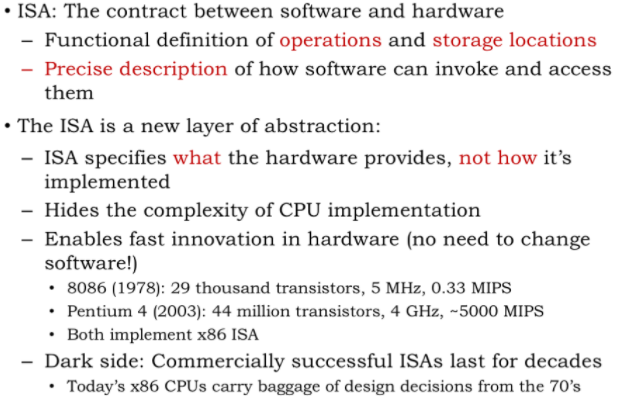 • ISA: The contract between software and hardware
– Functional definition of operations and storage locations
– Precise description of how software can invoke and access
them
• The ISA is a new layer of abstraction:
– ISA specifies what the hardware provides, not how it's
implemented
– Hides the complexity of CPU implementation
– Enables fast innovation in hardware (no need to change
software!)
• 8086 (1978): 29 thousand transistors, 5 MHz, 0.33 MIPS
• Pentium 4 (2003): 44 million transistors, 4 GHz, ~5000 MIPS
• Both implement x86 ISA
– Dark side: Commercially successful ISAs last for decades
• Today's x86 CPUs carry baggage of design decisions from the 70's